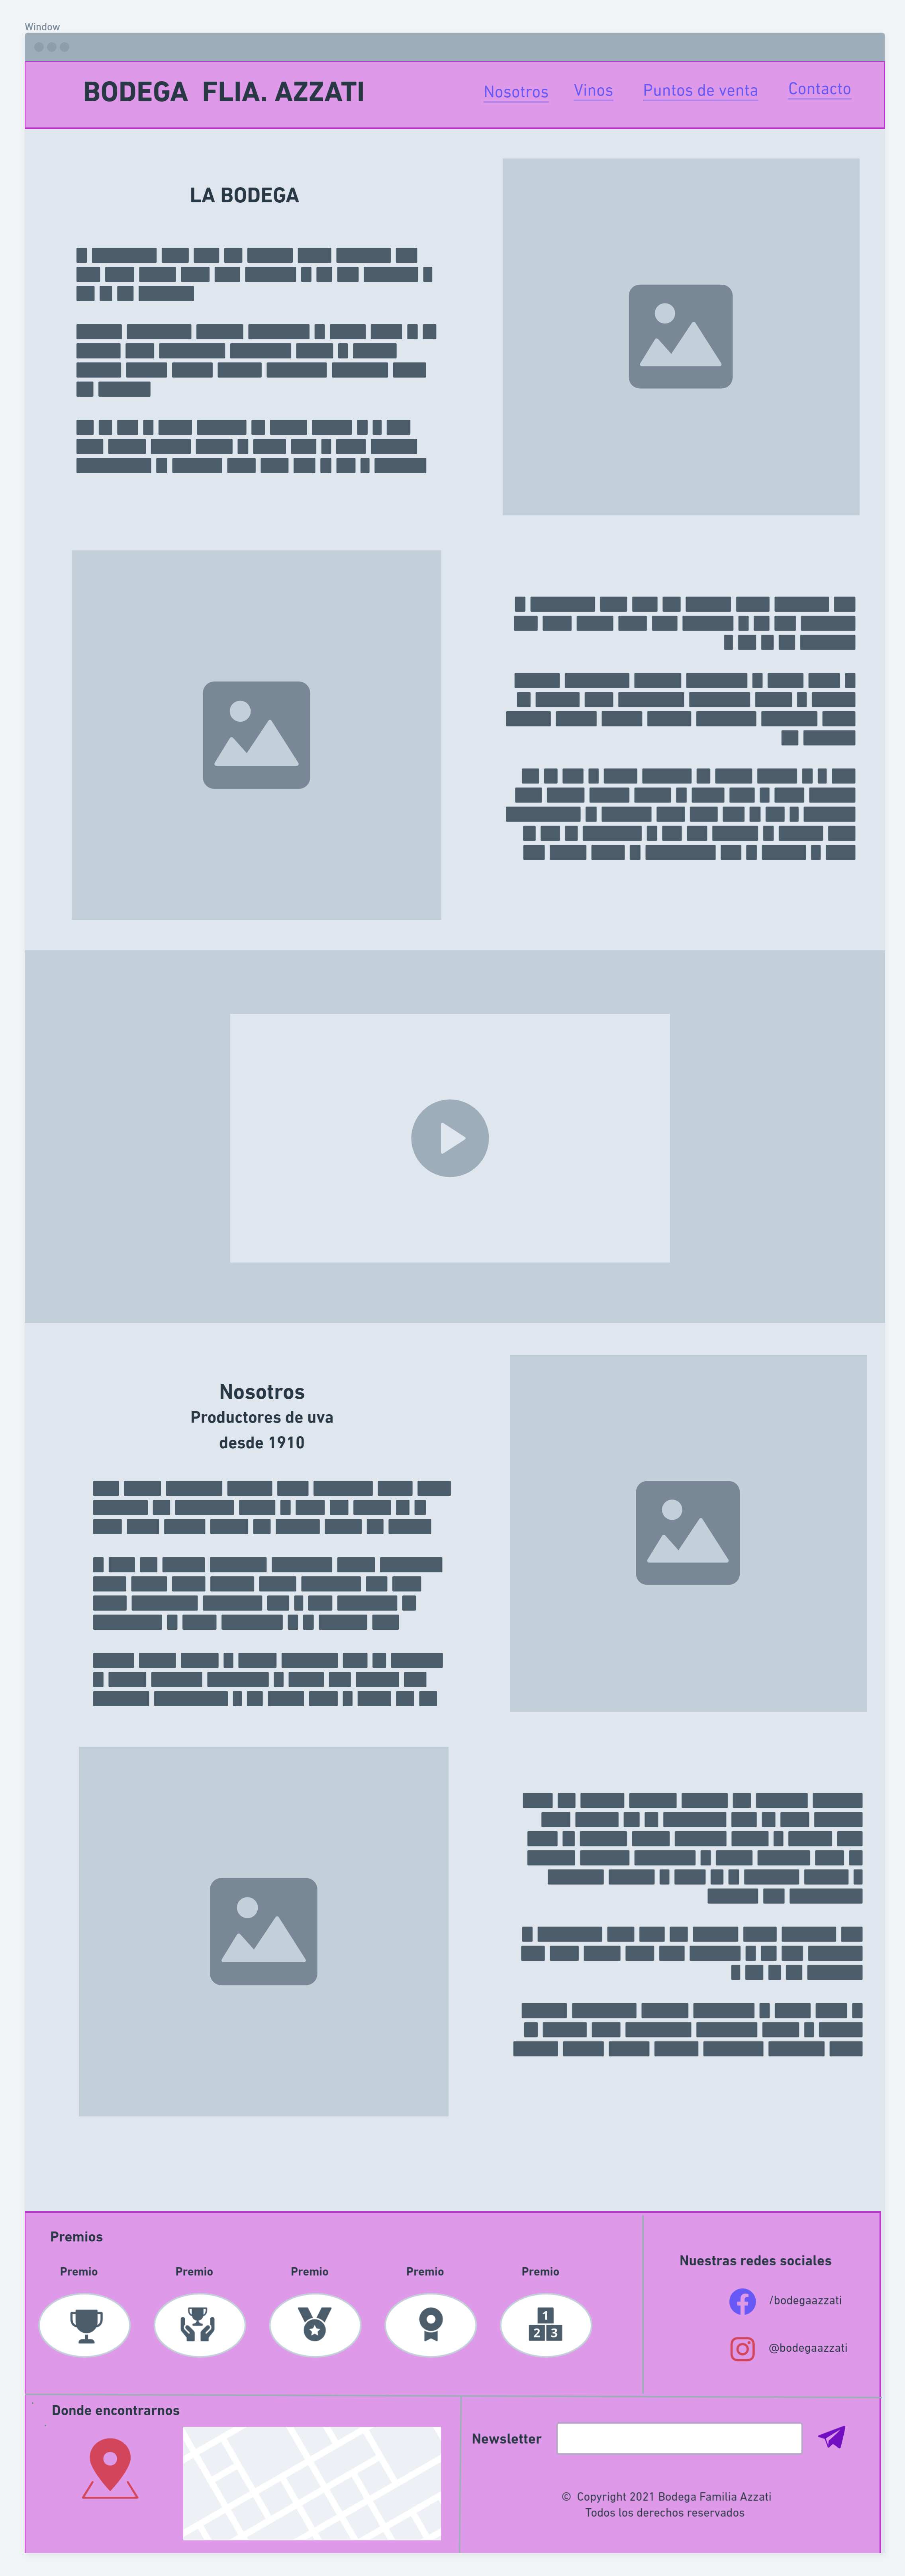 Window
BODEGA FLIA. AZZATI
Nosotros Vinos Puntos de venta Contacto
LA BODEGA
Nosotros
Productores de uva
desde 1910
Premios
Premio Premio Premio Premio Premio
1
2 3
Nuestras redes sociales
/bodegaazzati
@bodegaazzati
Donde encontrarnos
Newsletter
© Copyright 2021 Bodega Familia Azzati
Todos los derechos reservados